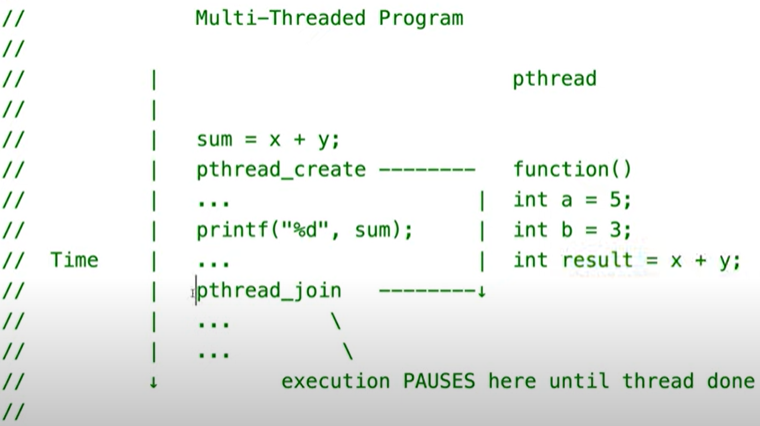 //              Multi-Threaded Program
//
//          |                              pthread
//          |
//          |   sum = x + y;
//          |   pthread_create --------   function()
//          |   ...                    |  int a = 5;
//          |   printf("%d", sum);     |  int b = 3;
//  Time    |   ...                    |  int result = x + y;
//          |   pthread_join   --------↓
//          |   ...         \
//          |   ...          \
//          ↓          execution PAUSES here until thread done
//